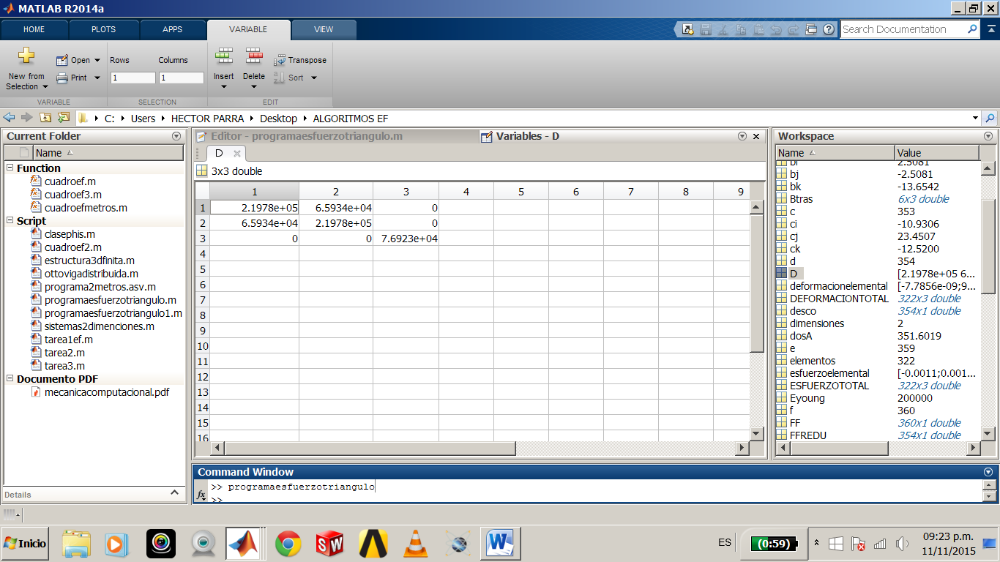 MATLAB R2014a
HOME PLOTS APPS VARIABLE VIEW
Search Documentation
New from Selection
Open
Print
Rows Columns
1 1
Insert Delete
Transpose
Sort
VARIABLE SELECTION EDIT
C: Users HECTOR PARRA Desktop ALGORITMOS EF
Current Folder
Name
Function
cuadroef.m
cuadroef3.m
cuadroefmetros.m
Script
clasephis.m
cuadroef2.m
estructura3dfinita.m
ottovigadistribuida.m
programa2metros.asv.m
programaesfuerzotriangulo.m
programaesfuerzotriangulo1.m
sistemas2dimenciones.m
tarea1ef.m
tarea2.m
tarea3.m
Documento PDF
mecanicacomputacional.pdf
Details
Editor - programaesfuerzotriangulo.m
Variables - D
D
3x3 double
1 2 3 4 5 6 7 8 9
1 2.1978e+05 6.5934e+04 0
2 6.5934e+04 2.1978e+05 0
3 0 0 7.6923e+04
4
5
6
7
8
9
10
11
12
13
14
15
16
Command Window
>> programaesfuerzotriangulo
fx >>
Workspace
Name Value
bi 2.5081
bj -2.5081
bk -13.6542
Btras 6x3 double
c 353
ci -10.9306
cj 23.4507
ck -12.5200
d 354
D [2.1978e+05 6...
deformacionelemental [-7.7856e-09;9...
DEFORMACIONTOTAL 322x3 double
desco 354x1 double
dimensiones 2
dosA 351.6019
e 359
elementos 322
esfuerzoelemental [-0.0011;0.001...
ESFUERZOTOTAL 322x3 double
Eyoung 200000
f 360
FF 360x1 double
FFREDU 354x1 double
Inicio
SW
W
ES
(0:59)
09:23 p.m.
11/11/2015